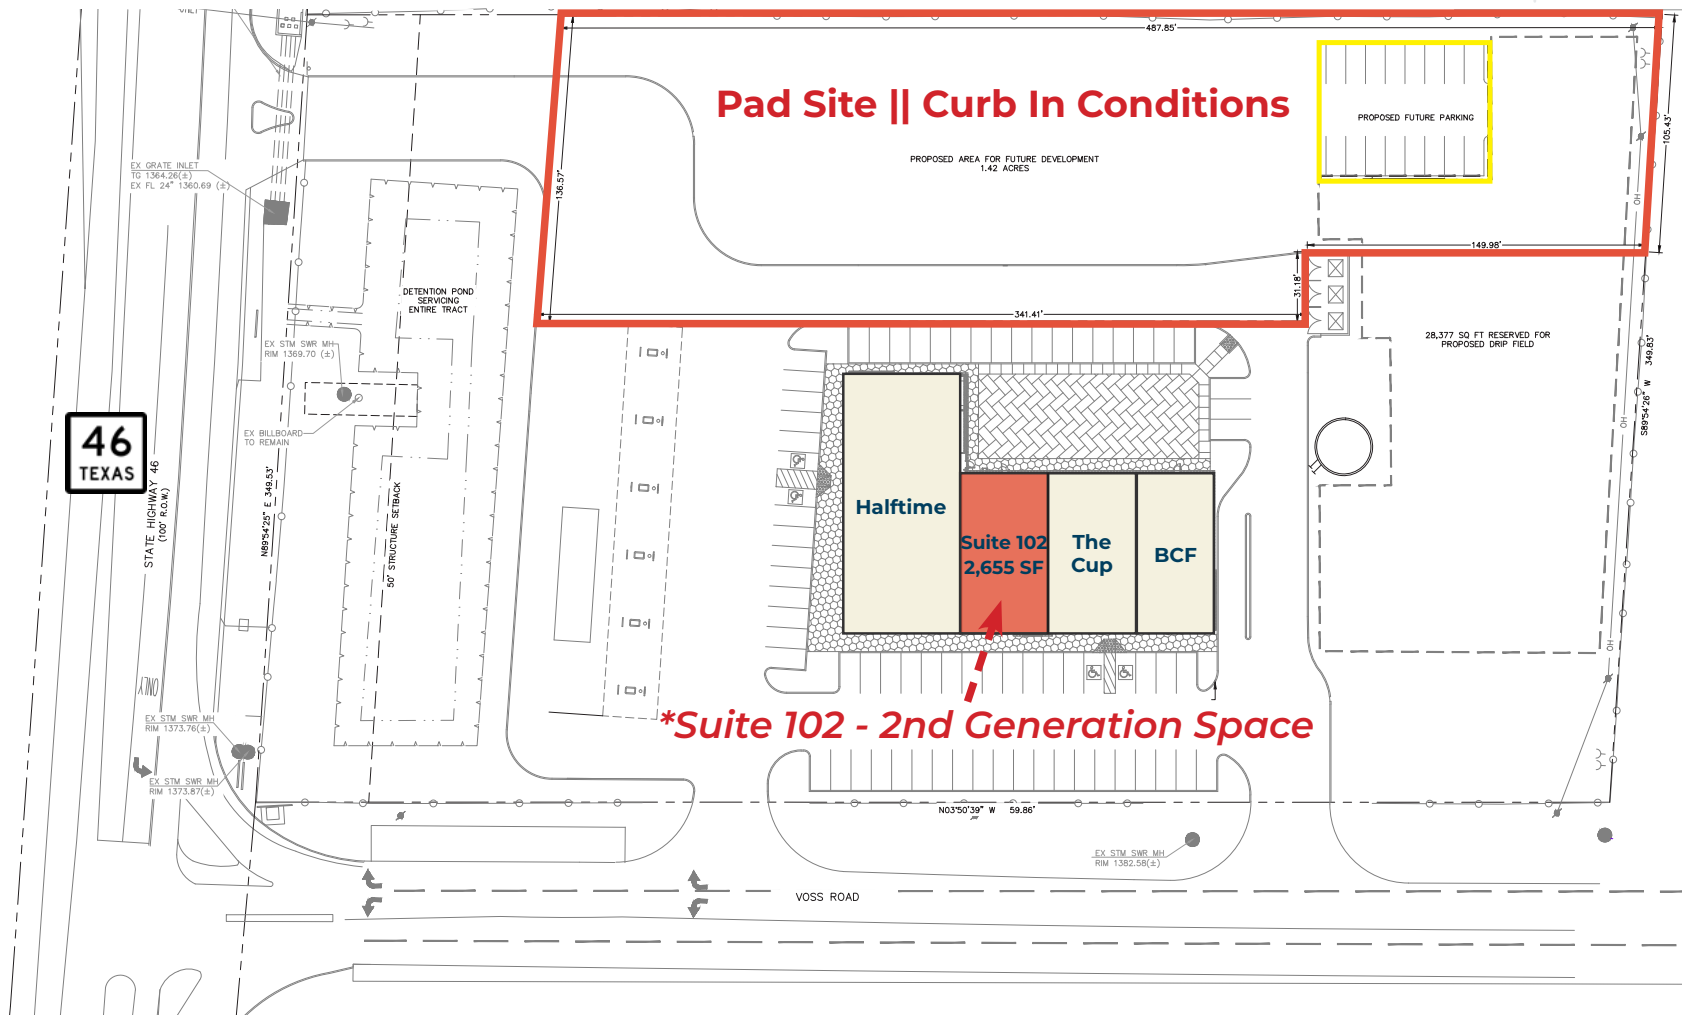 487.85'
Pad Site || Curb In Conditions
PROPOSED FUTURE PARKING
105.43'
PROPOSED AREA FOR FUTURE DEVELOPMENT
1.42 ACRES
EX GRATE INLET
TG 1364.26(±)
EX FL 24" 1360.69 (±)
136.57'
OH
149.98'
DETENTION POND
SERVICING
ENTIRE TRACT
31.18'
341.41'
28,377 SQ FT RESERVED FOR
PROPOSED DRIP FIELD
EX STM SWR MH
RIM 1369.70 (±)
S89°54'26" W 349.83'
OH
EX BILLBOARD
TO REMAIN
46
TEXAS
STATE HIGHWAY 46
(100' R.O.W.)
N89°54'25" E 349.53'
50' STRUCTURE SETBACK
Halftime
Suite 102
2,655 SF
The
Cup
BCF
OH
ONLY
EX STM SWR MH
RIM 1373.76(±)
*Suite 102 - 2nd Generation Space
EX STM SWR MH
RIM 1373.87(±)
N03°50'39" W 59.86'
EX STM SWR MH
RIM 1382.58(±)
VOSS ROAD